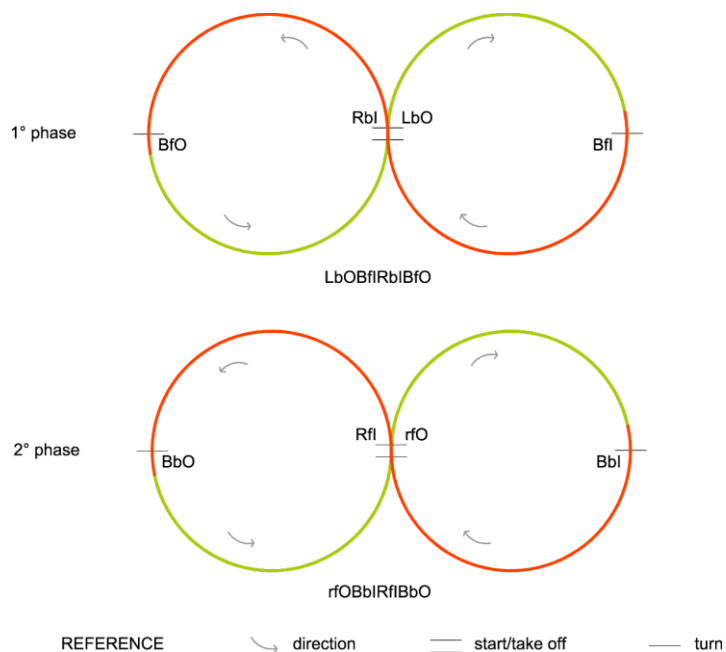 RbI LbO
1° phase
BfO
BfI
LbOBfIRbIBfO
RfI rfO
2° phase
BbO
BbI
rfOBbIRfIBbO
REFERENCE direction start/take off turn